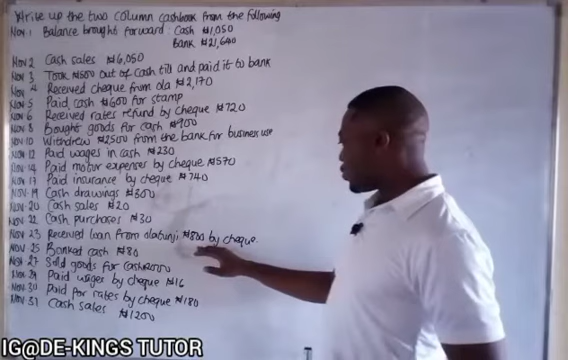 Write up the two column cashbook from the following
Nov. 1 Balance brought forward: Cash ₦1,050
Bank ₦21,640
Nov 2 Cash sales ₦6,050
Nov 3 Took ₦500 out of cash till and paid it to bank
Nov 4 Received cheque from ola ₦2,170
Nov 5 Paid cash ₦600 for stamp
Nov 6 Received rates refund by cheque ₦720
Nov 8 Bought goods for cash ₦900
Nov 10 Withdrew ₦2500 from the bank for business use
Nov 12 Paid wages in cash ₦230
Nov 14 Paid motor expenses by cheque ₦570
Nov 17 Paid insurance by cheque ₦740
Nov. 19 Cash drawings ₦300
Nov. 20 Cash sales ₦20
Nov. 22 Cash purchases ₦30
Nov. 23 Received loan from olatunji ₦800 by cheque.
Nov 25 Banked cash ₦80
Nov. 27 Sold goods for cash
Nov. 29 Paid wages by cheque ₦16
Nov. 30 Paid for rates by cheque ₦180
Nov. 31 Cash sales ₦1200
IG@DE-KINGS TUTOR